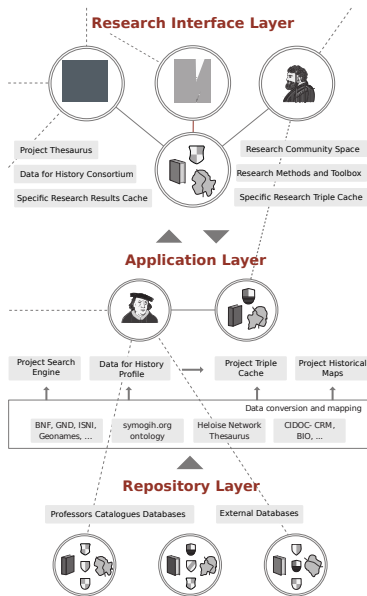 Research Interface Layer
Project Thesaurus
Data for History Consortium
Specific Research Results Cache
Research Community Space
Research Methods and Toolbox
Specific Research Triple Cache
Application Layer
Project Search
Engine
Data for History
Profile
Project Triple
Cache
Project Historical
Maps
Data conversion and mapping
BNF, GND, ISNI,
Geonames, ...
symogih.org
ontology
Heloise Network
Thesaurus
CIDOC- CRM,
BIO, ...
Repository Layer
Professors Catalogues Databases
External Databases